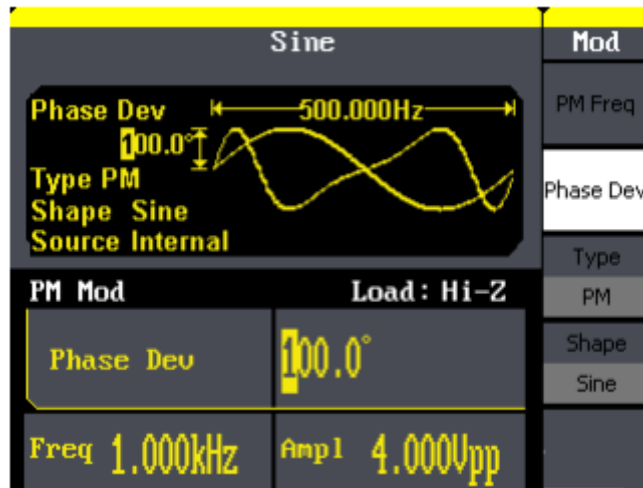 Sine
Mod
Phase Dev
500.000Hz
100.0°
Type PM
Shape Sine
Source Internal
PM Mod
Load: Hi-Z
Phase Dev
100.0°
Freq 1.000kHz
Ampl 4.000Vpp
PM Freq
Phase Dev
Type
PM
Shape
Sine